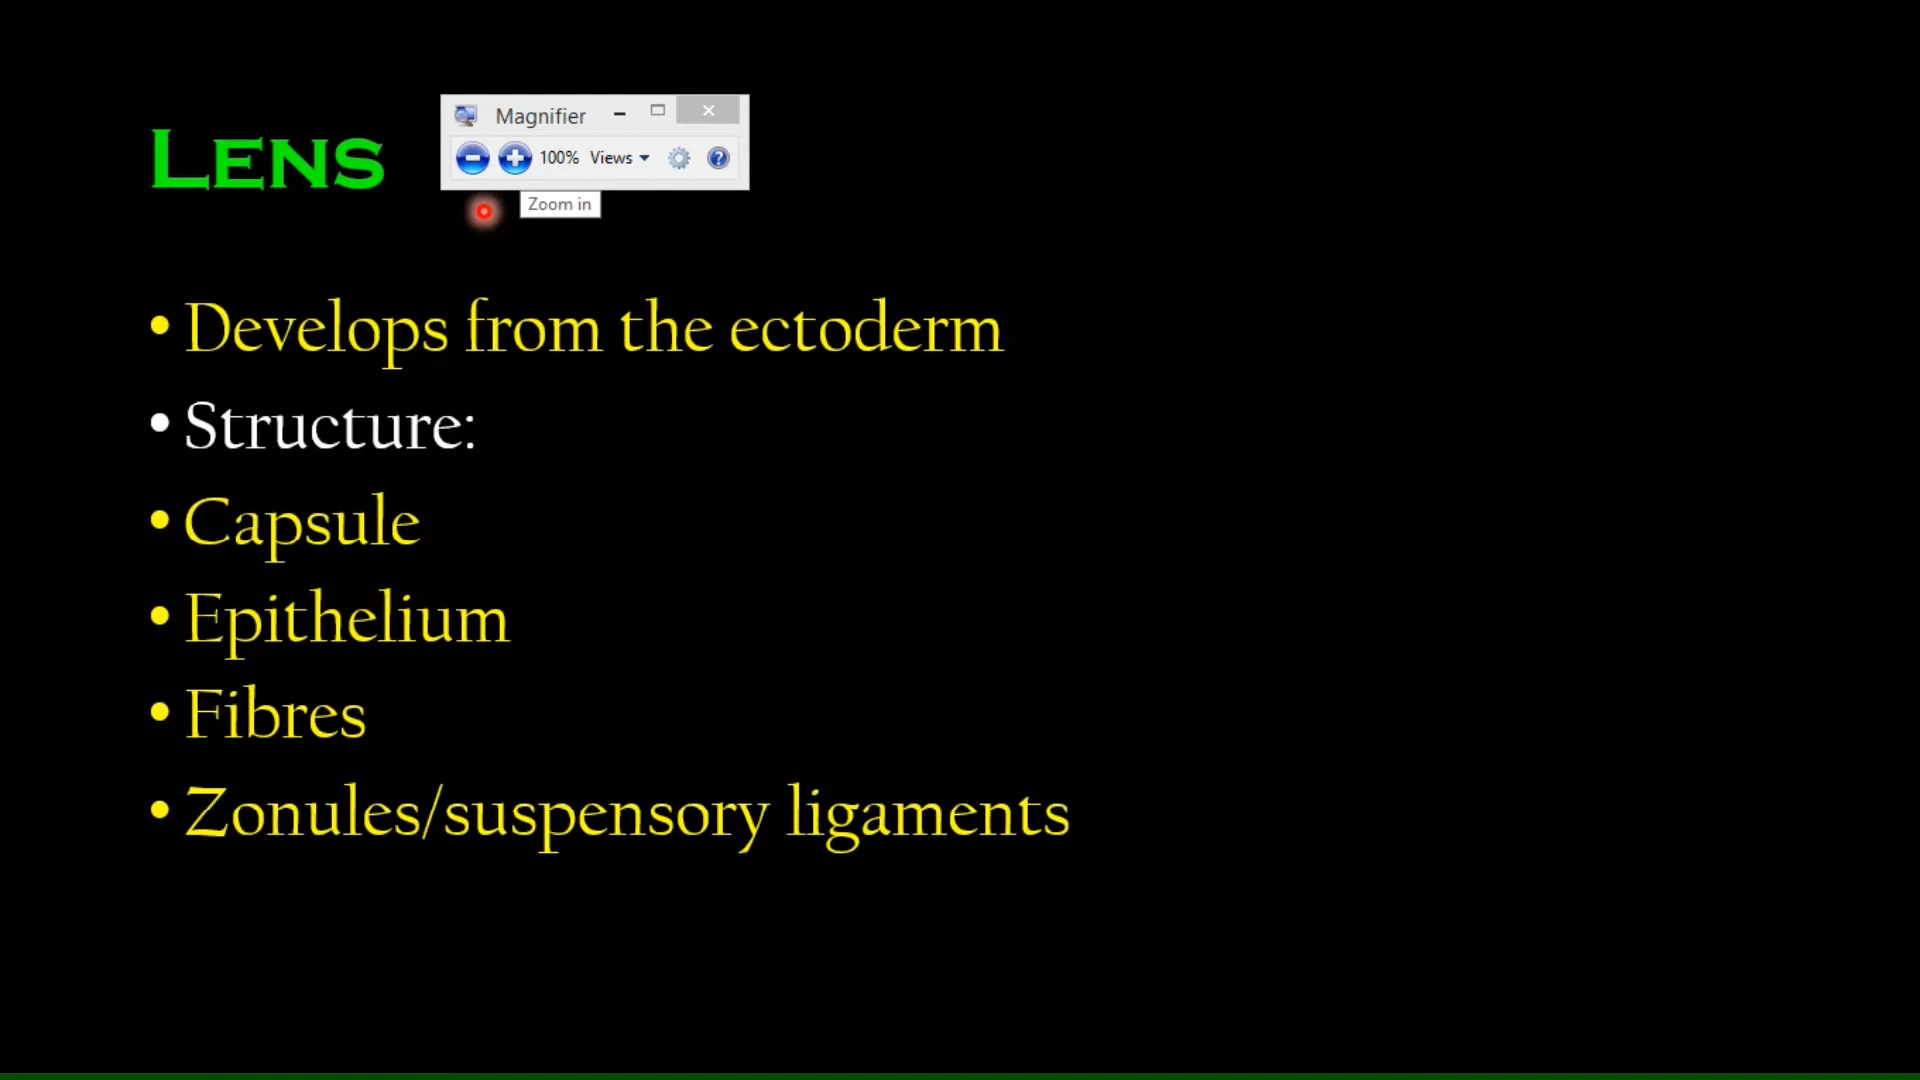 Lens
Magnifier
100% Views
Zoom in
• Develops from the ectoderm
• Structure:
• Capsule
• Epithelium
• Fibres
• Zonules/suspensory ligaments